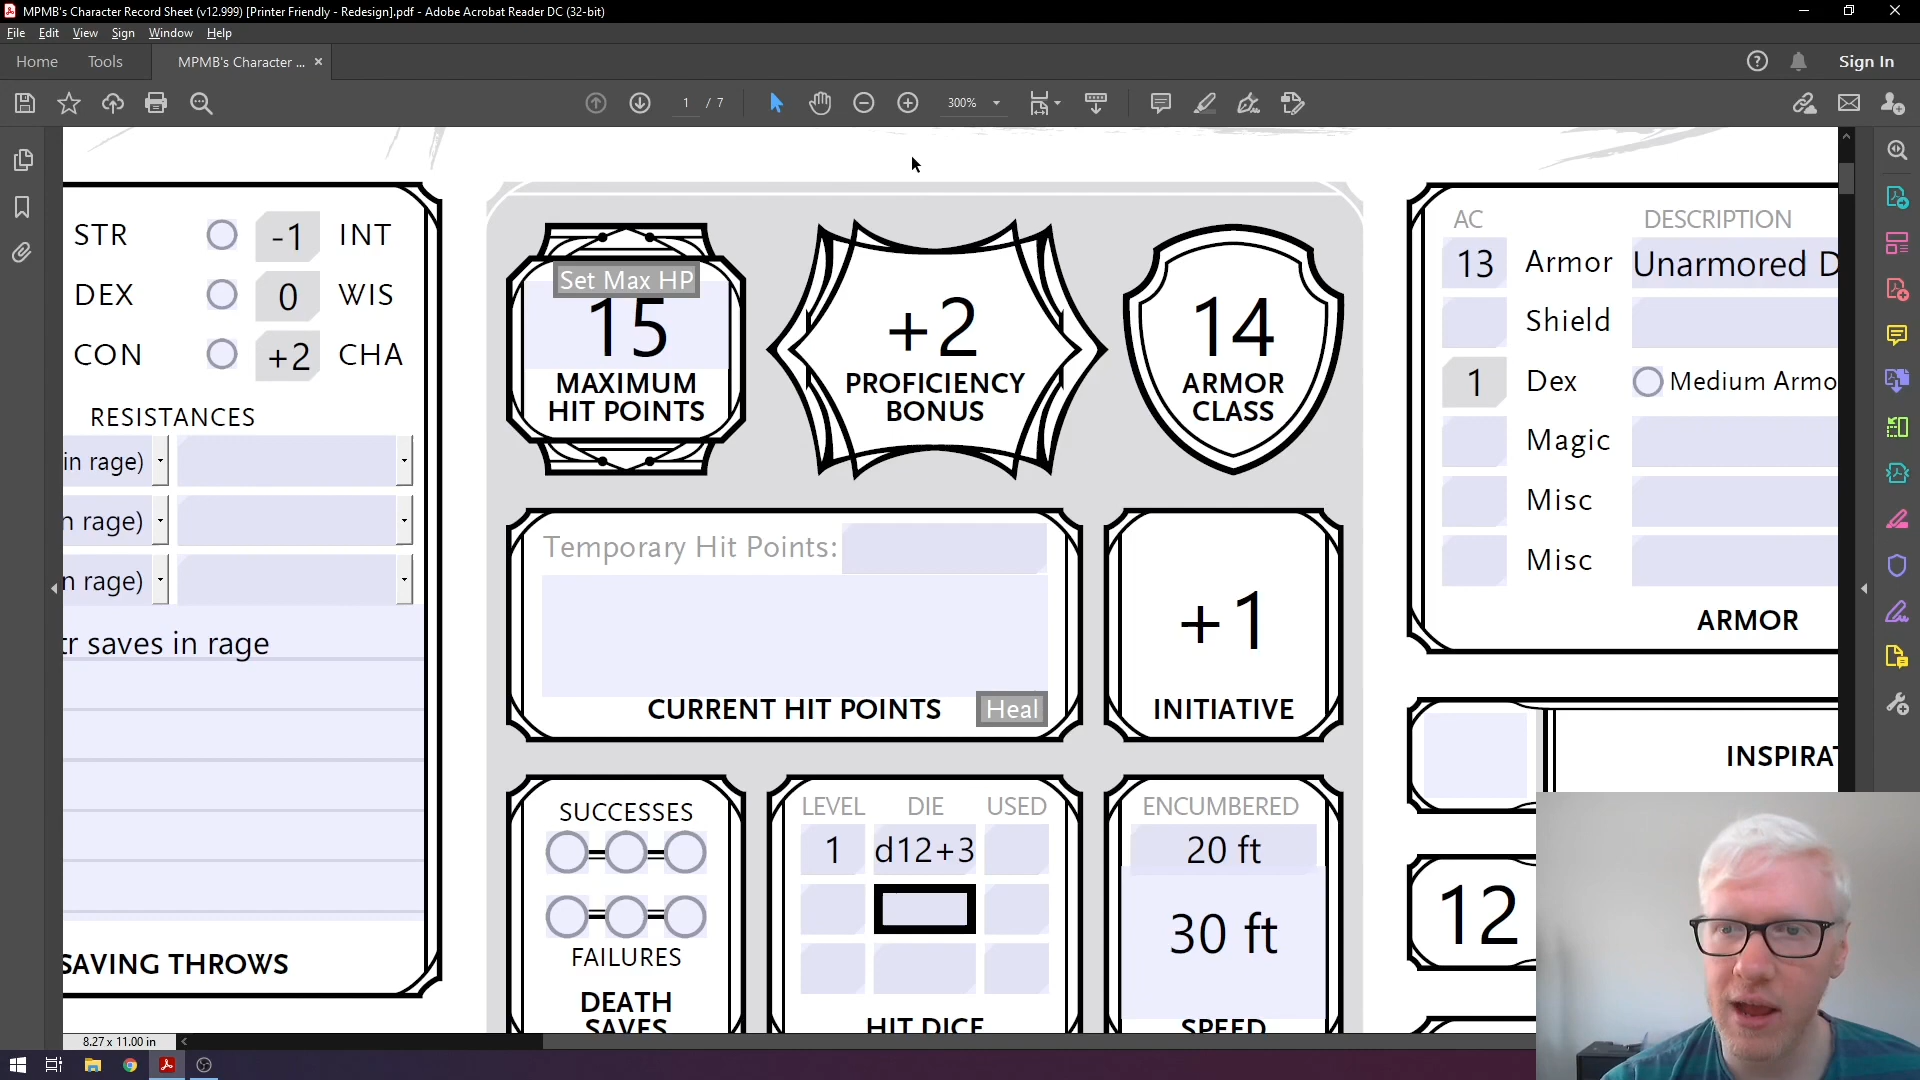 MPMB's Character Record Sheet (v12.999) [Printer Friendly - Redesign].pdf - Adobe Acrobat Reader DC (32-bit)
File Edit View Sign Window Help
Home Tools MPMB's Character ... × Sign In
1 / 7 300%
STR -1 INT
DEX 0 WIS
CON +2 CHA
RESISTANCES
in rage)
n rage)
n rage)
tr saves in rage
SAVING THROWS
Set Max HP
15
MAXIMUM
HIT POINTS
+2
PROFICIENCY
BONUS
14
ARMOR
CLASS
Temporary Hit Points:
CURRENT HIT POINTS
Heal
+1
INITIATIVE
SUCCESSES
FAILURES
DEATH
SAVES
LEVEL DIE USED
1 d12+3
HIT DICE
ENCUMBERED
20 ft
30 ft
SPEED
AC DESCRIPTION
13 Armor Unarmored D
Shield
1 Dex Medium Armo
Magic
Misc
Misc
ARMOR
INSPIRAT
12
8.27 x 11.00 in